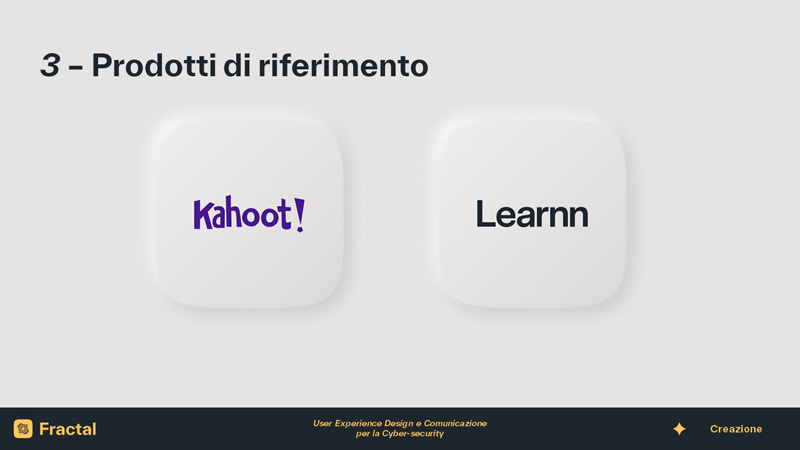 3 – Prodotti di riferimento
Kahoot!
Learnn
Fractal
User Experience Design e Comunicazione
per la Cyber-security
Creazione